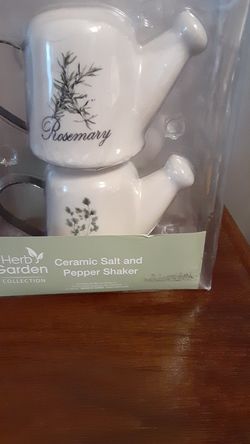 Rosemary
Herb
Garden
COLLECTION
Ceramic Salt and
Pepper Shaker